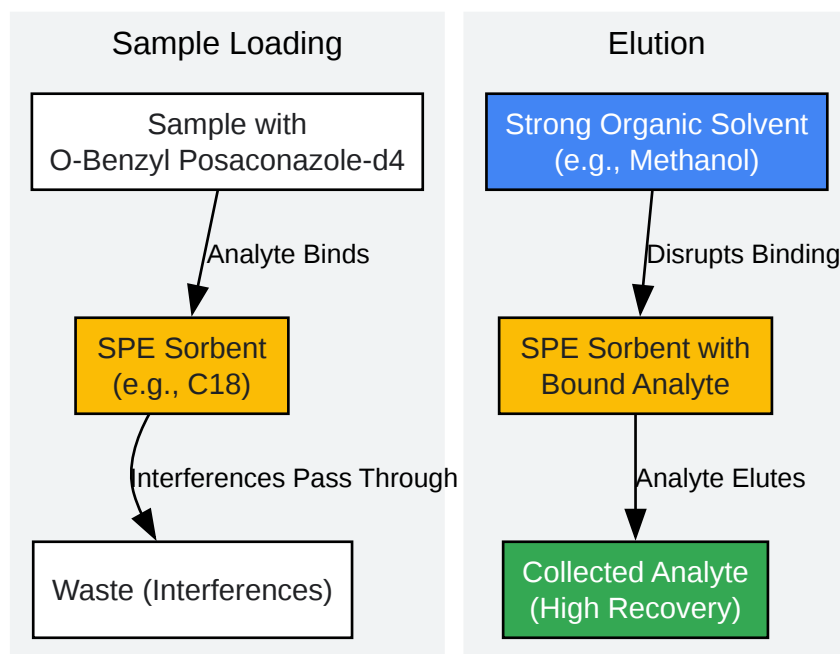 Sample Loading
Sample with
O-Benzyl Posaconazole-d4
Analyte Binds
SPE Sorbent
(e.g., C18)
Interferences Pass Through
Waste (Interferences)
Elution
Strong Organic Solvent
(e.g., Methanol)
Disrupts Binding
SPE Sorbent with
Bound Analyte
Analyte Elutes
Collected Analyte
(High Recovery)